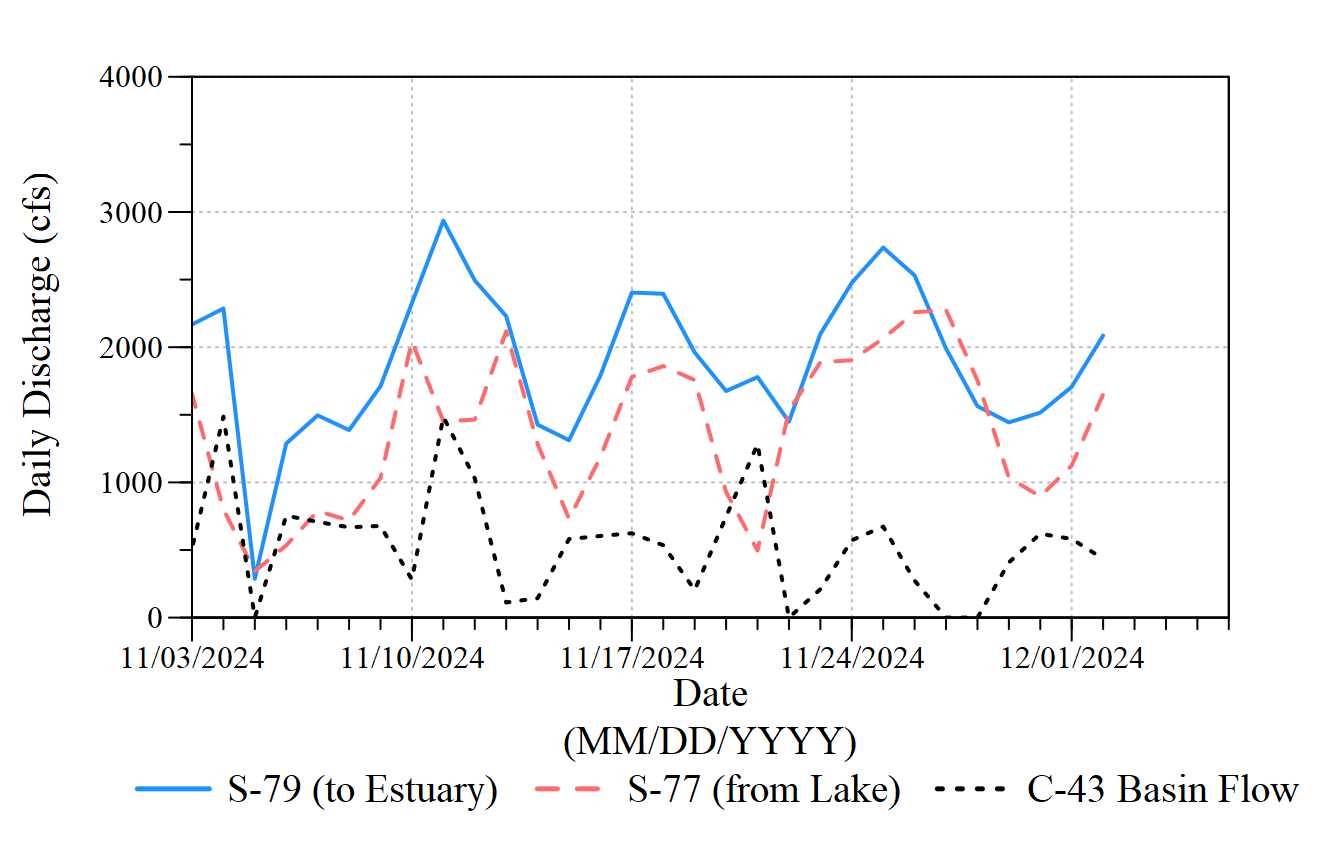 Daily Discharge (cfs)
4000
3000
2000
1000
0
11/03/2024 11/10/2024 11/17/2024 11/24/2024 12/01/2024
Date
(MM/DD/YYYY)
S-79 (to Estuary) S-77 (from Lake) C-43 Basin Flow